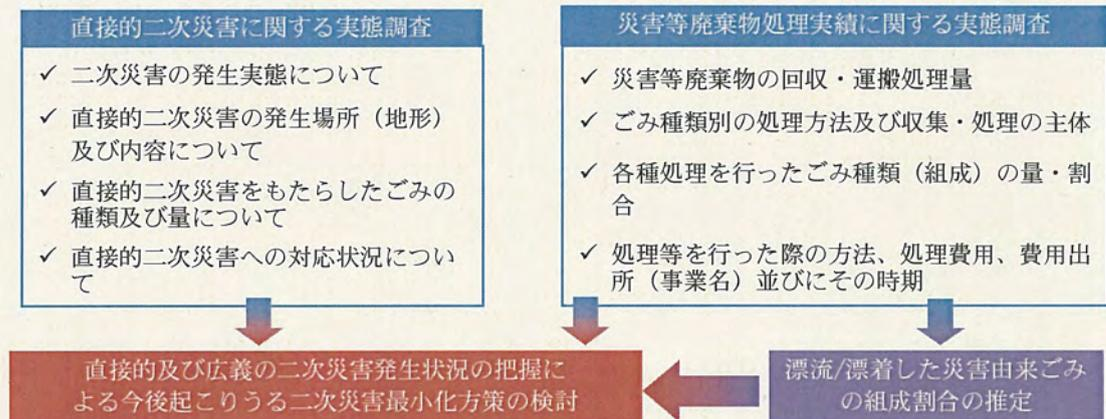 直接的二次災害に関する実態調査
✓ 二次災害の発生実態について
✓ 直接的二次災害の発生場所（地形）
及び内容について
✓ 直接的二次災害をもたらしたごみの
種類及び量について
✓ 直接的二次災害への対応状況につい
て
災害等廃棄物処理実績に関する実態調査
✓ 災害等廃棄物の回収・運搬処理量
✓ ごみ種類別の処理方法及び収集・処理の主体
✓ 各種処理を行ったごみ種類（組成）の量・割
合
✓ 処理等を行った際の方法、処理費用、費用出
所（事業名）並びにその時期
直接的及び広義の二次災害発生状況の把握に
よる今後起こりうる二次災害最小化方策の検討
漂流/漂着した災害由来ごみ
の組成割合の推定